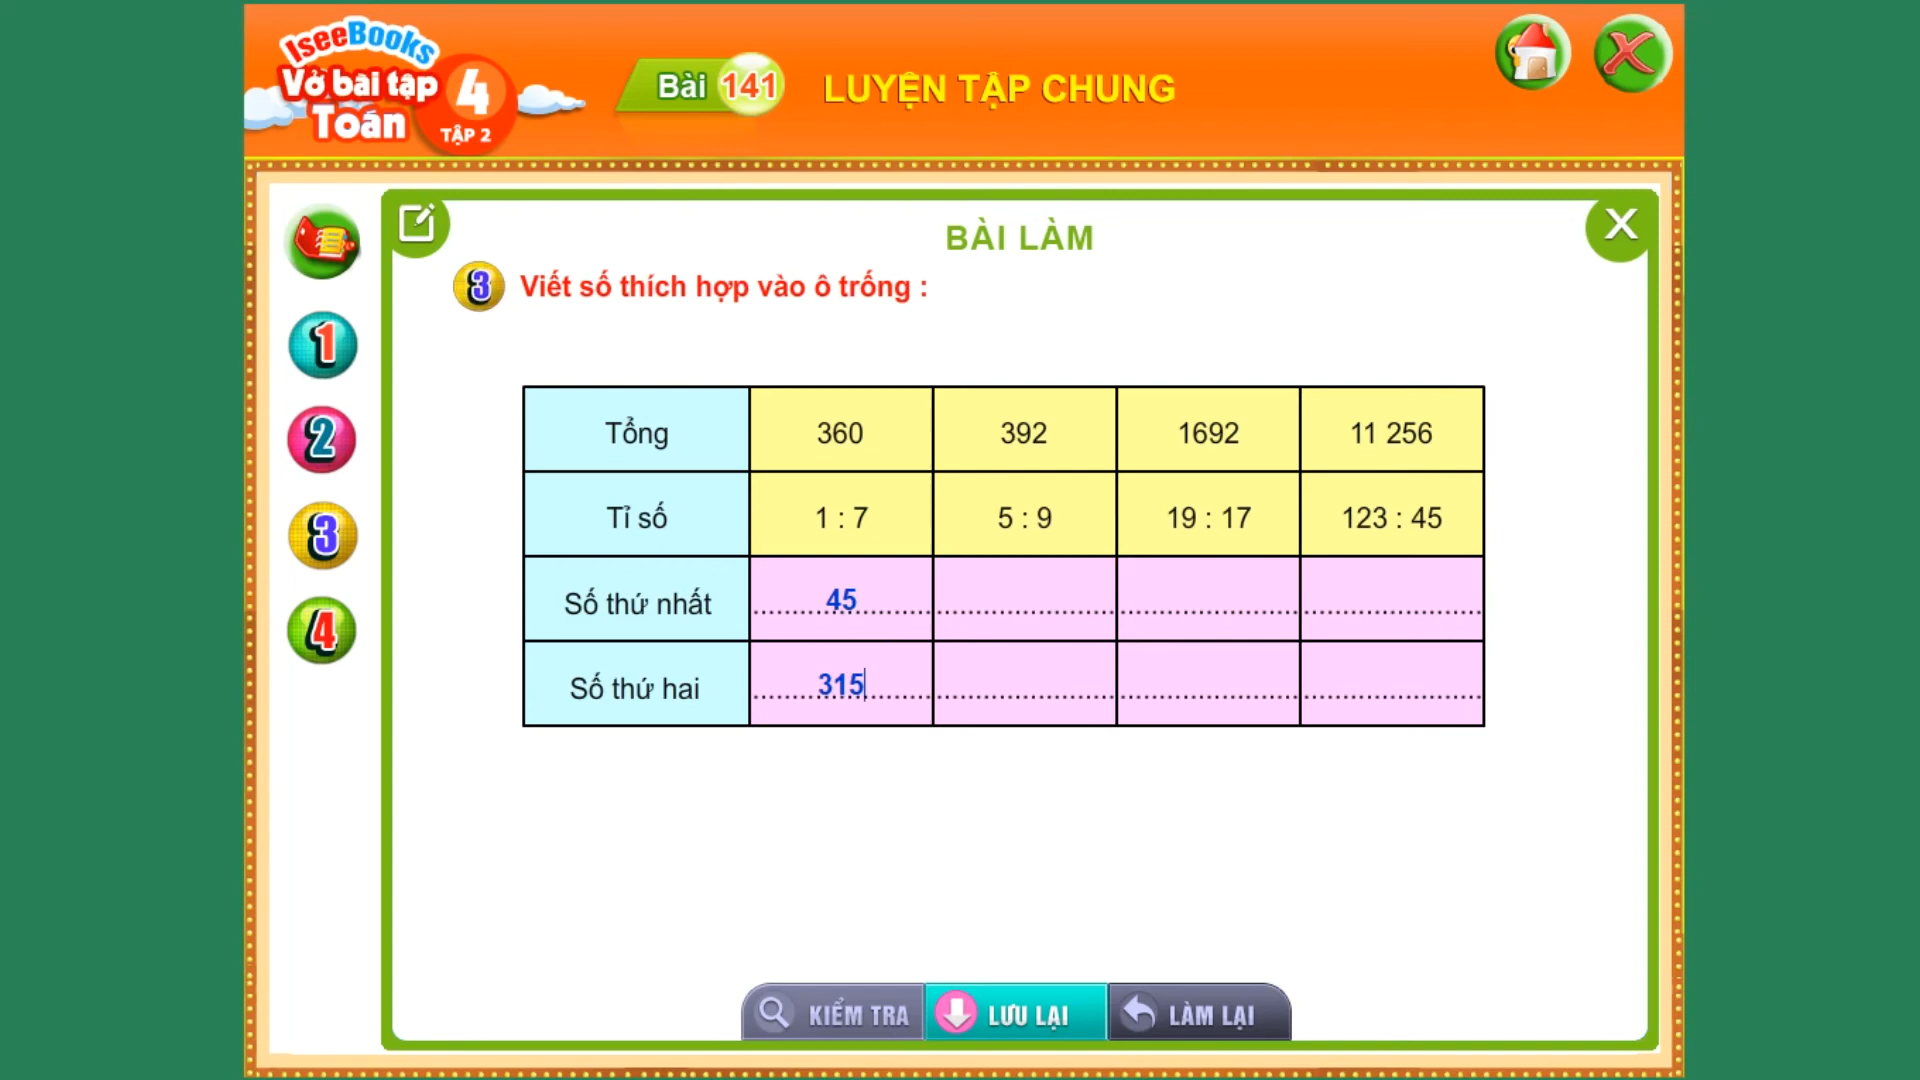 IseeBooks
Vở bài tập
Toán
4
TẬP 2
Bài 141
LUYỆN TẬP CHUNG
BÀI LÀM
3 Viết số thích hợp vào ô trống :
1
2
3
4
Tổng 360 392 1692 11 256
Tỉ số 1 : 7 5 : 9 19 : 17 123 : 45
Số thứ nhất 45
Số thứ hai 315
KIỂM TRA LƯU LẠI LÀM LẠI